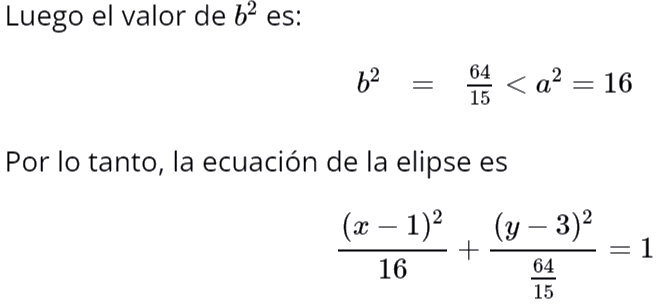 Luego el valor de b² es:
b² = 64/15 < a² = 16
Por lo tanto, la ecuación de la elipse es
(x − 1)²/16 + (y − 3)²/(64/15) = 1